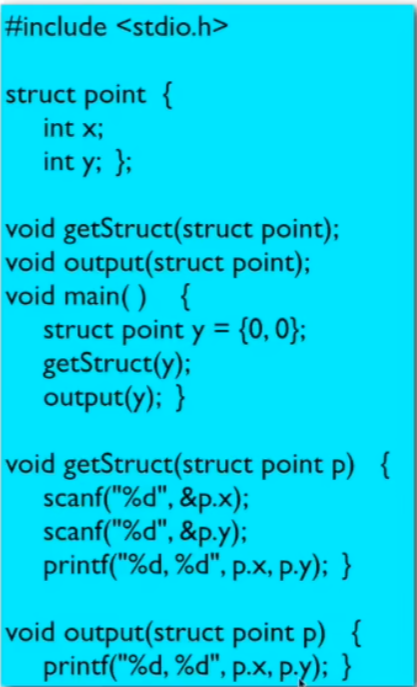 #include <stdio.h>
struct point {
int x;
int y; };
void getStruct(struct point);
void output(struct point);
void main( ) {
struct point y = {0, 0};
getStruct(y);
output(y); }
void getStruct(struct point p) {
scanf("%d", &p.x);
scanf("%d", &p.y);
printf("%d, %d", p.x, p.y); }
void output(struct point p) {
printf("%d, %d", p.x, p.y); }